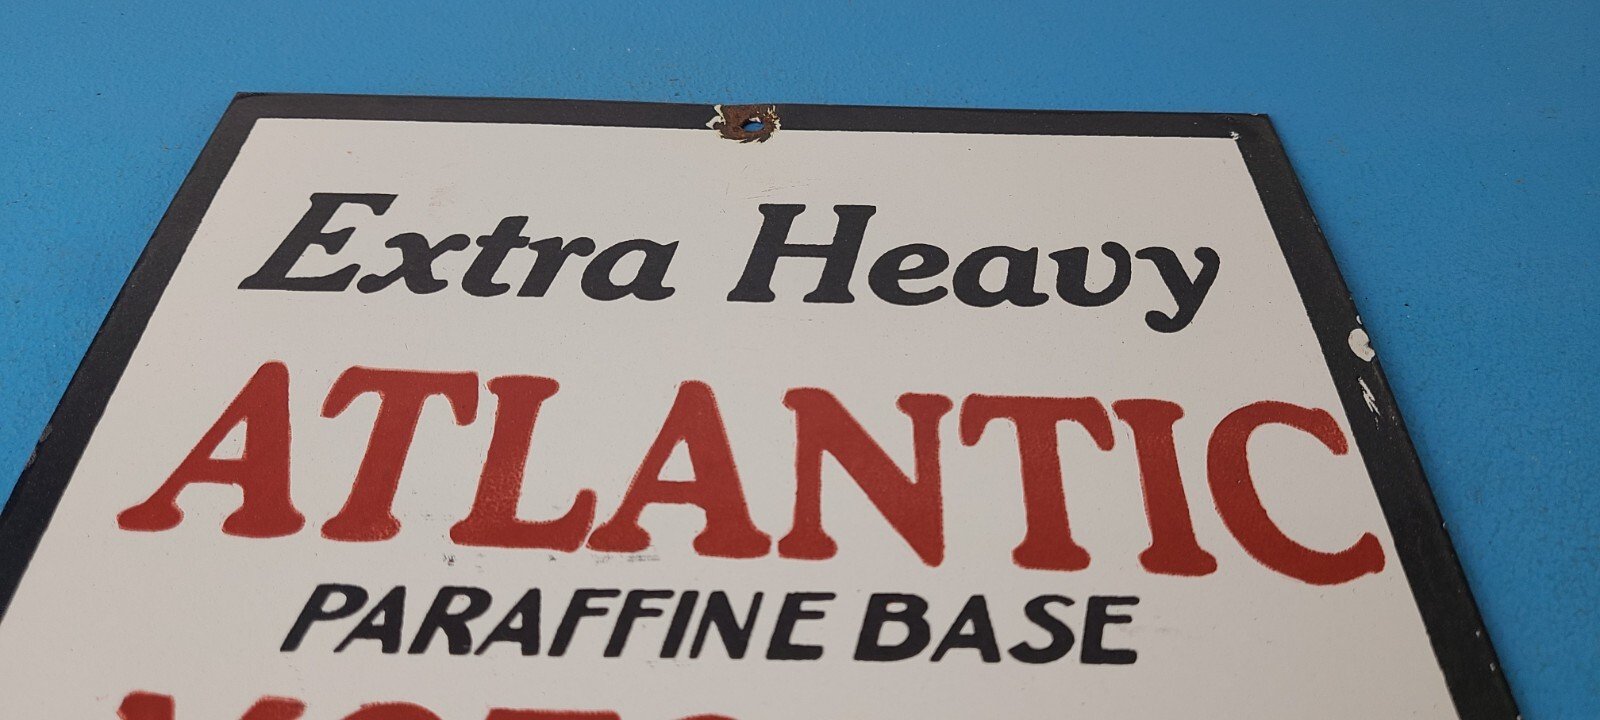 Extra Heavy
ATLANTIC
PARAFFINE BASE